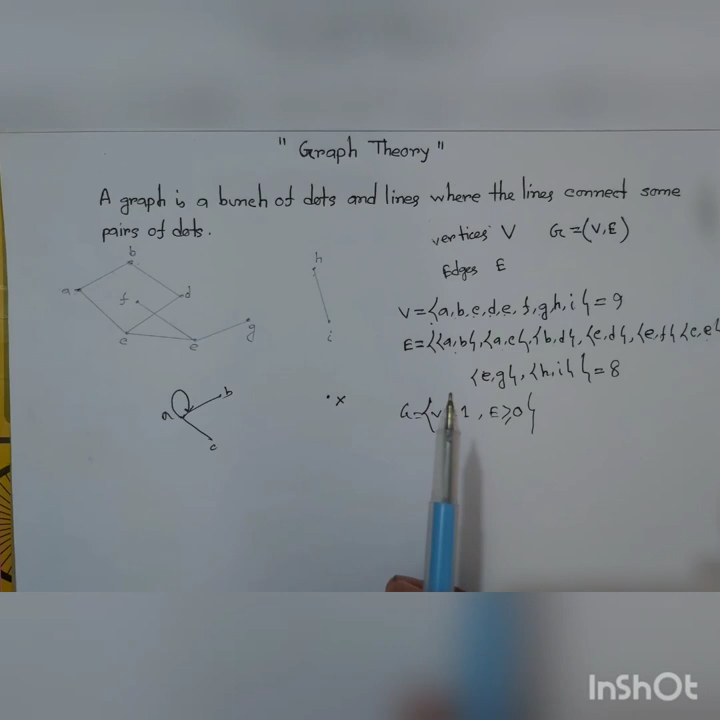 " Graph Theory "
A graph is a bunch of dots and lines where the lines connect some
pairs of dots.
vertices V G=(V,E)
Edges E
b
a
f
d
c
e
g
h
i
V={a,b,c,d,e,f,g,h,i}=9
E={{a,b},{a,c},{b,d},{c,d},{e,f}{c,e}
{e,g},{h,i}}=8
a
b
c
x
G={V 1, E≥0}
InShOt